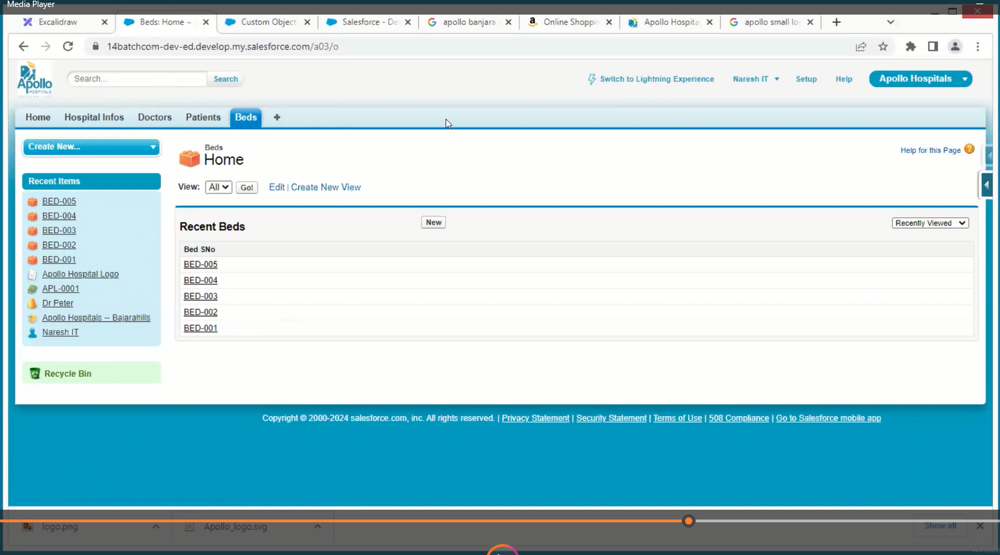 Media Player
Excalidraw
Beds: Home ~
Custom Object
Salesforce - De
apollo banjara
Online Shoppin
Apollo Hospita
apollo small lo
14batchcom-dev-ed.develop.my.salesforce.com/a03/o
Apollo
HOSPITALS
Search...
Search
Switch to Lightning Experience
Naresh IT
Setup
Help
Apollo Hospitals
Home
Hospital Infos
Doctors
Patients
Beds
+
Create New...
Recent Items
BED-005
BED-004
BED-003
BED-002
BED-001
Apollo Hospital Logo
APL-0001
Dr Peter
Apollo Hospitals -- Bajarahills
Naresh IT
Recycle Bin
Beds
Home
Help for this Page ?
View: All Go! Edit | Create New View
Recent Beds
New
Recently Viewed
Bed SNo
BED-005
BED-004
BED-003
BED-002
BED-001
Copyright © 2000-2024 salesforce.com, inc. All rights reserved. | Privacy Statement | Security Statement | Terms of Use | 508 Compliance | Go to Salesforce mobile app
logo.png
Apollo_logo.svg
Show all